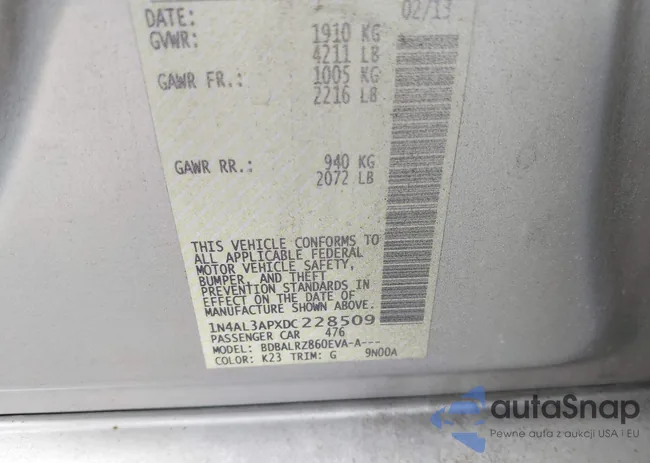 DATE: 02/13
GVWR: 1910 KG
4211 LB
GAWR FR.: 1005 KG
2216 LB
GAWR RR.: 940 KG
2072 LB
THIS VEHICLE CONFORMS TO
ALL APPLICABLE FEDERAL
MOTOR VEHICLE SAFETY,
BUMPER, AND THEFT
PREVENTION STANDARDS IN
EFFECT ON THE DATE OF
MANUFACTURE SHOWN ABOVE.
1N4AL3APXDC228509
PASSENGER CAR 476
MODEL: BDBALRZ860EVA-A---
COLOR: K23 TRIM: G 9N00A
autaSnap
Pewne auta z aukcji USA i EU